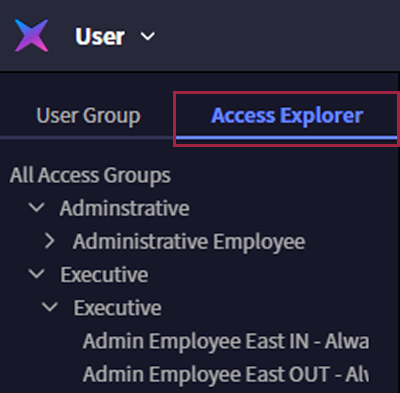 User
User Group
Access Explorer
All Access Groups
Adminstrative
Administrative Employee
Executive
Executive
Admin Employee East IN - Alwa
Admin Employee East OUT - Al